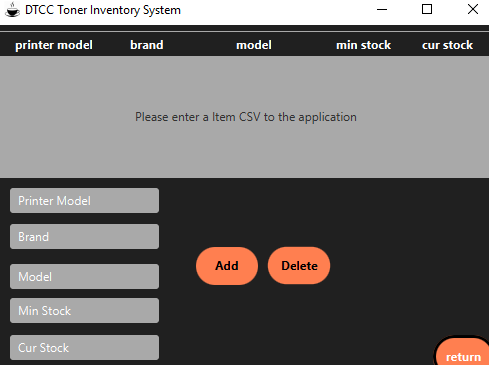 DTCC Toner Inventory System
printer model brand model min stock cur stock
Please enter a Item CSV to the application
Printer Model
Brand
Add Delete
Model
Min Stock
Cur Stock
return